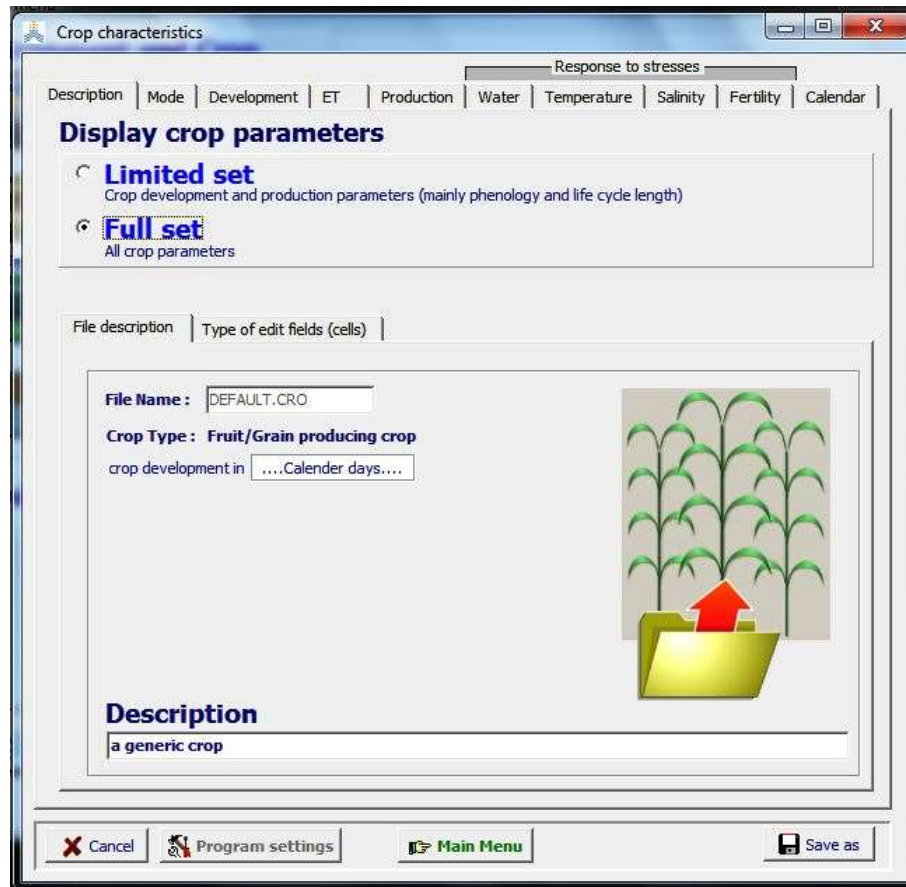 Crop characteristics
Response to stresses
Description Mode Development ET Production Water Temperature Salinity Fertility Calendar
Display crop parameters
Limited set
Crop development and production parameters (mainly phenology and life cycle length)
Full set
All crop parameters
File description Type of edit fields (cells)
File Name : DEFAULT.CRO
Crop Type : Fruit/Grain producing crop
crop development in ....Calender days....
Description
a generic crop
Cancel Program settings Main Menu Save as